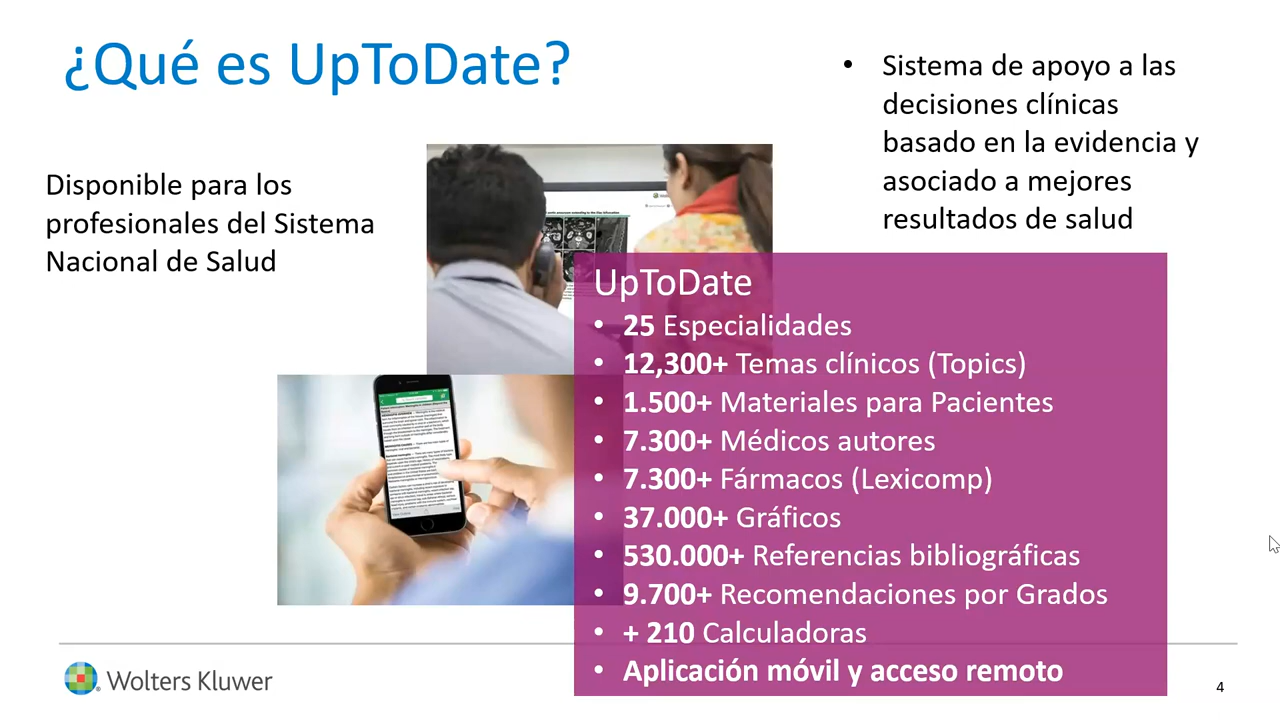 ¿Qué es UpToDate?
Disponible para los
profesionales del Sistema
Nacional de Salud
• Sistema de apoyo a las
decisiones clínicas
basado en la evidencia y
asociado a mejores
resultados de salud
UpToDate
• 25 Especialidades
• 12,300+ Temas clínicos (Topics)
• 1.500+ Materiales para Pacientes
• 7.300+ Médicos autores
• 7.300+ Fármacos (Lexicomp)
• 37.000+ Gráficos
• 530.000+ Referencias bibliográficas
• 9.700+ Recomendaciones por Grados
• + 210 Calculadoras
• Aplicación móvil y acceso remoto
Wolters Kluwer
4